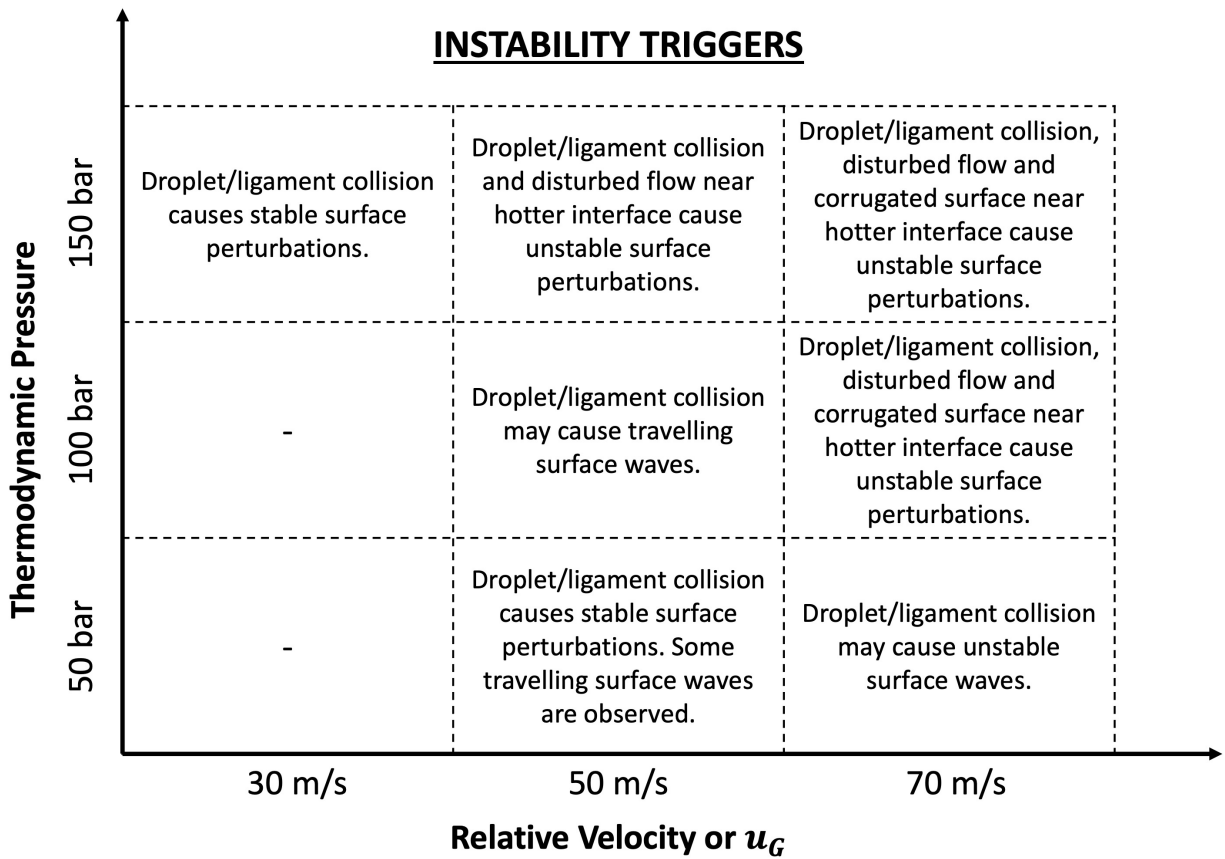 INSTABILITY TRIGGERS
Thermodynamic Pressure
150 bar
Droplet/ligament collision
causes stable surface
perturbations.
Droplet/ligament collision
and disturbed flow near
hotter interface cause
unstable surface
perturbations.
Droplet/ligament collision,
disturbed flow and
corrugated surface near
hotter interface cause
unstable surface
perturbations.
100 bar
-
Droplet/ligament collision
may cause travelling
surface waves.
Droplet/ligament collision,
disturbed flow and
corrugated surface near
hotter interface cause
unstable surface
perturbations.
50 bar
-
Droplet/ligament collision
causes stable surface
perturbations. Some
travelling surface waves
are observed.
Droplet/ligament collision
may cause unstable
surface waves.
30 m/s
50 m/s
70 m/s
Relative Velocity or u_G